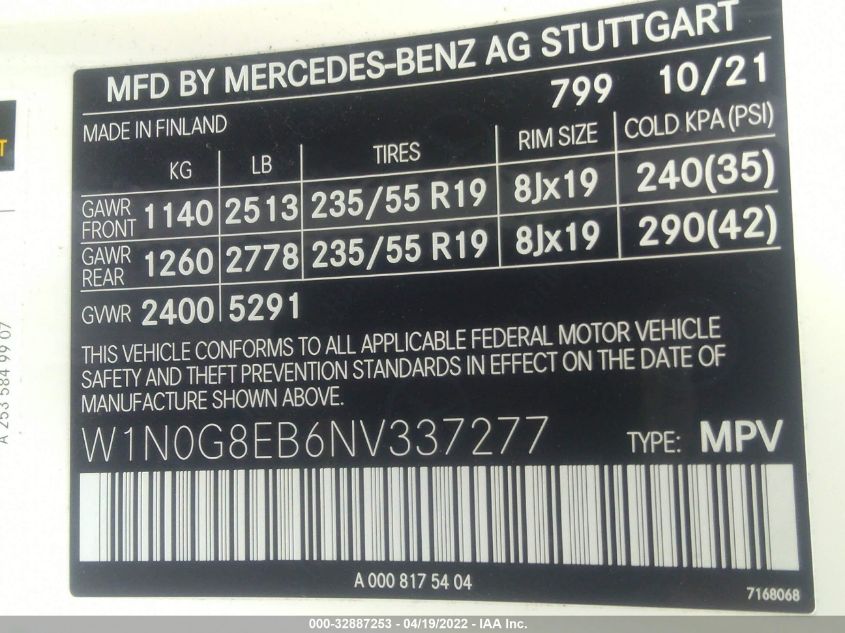 MFD BY MERCEDES-BENZ AG STUTTGART
799 10/21
MADE IN FINLAND
KG LB TIRES RIM SIZE COLD KPA (PSI)
GAWR FRONT 1140 2513 235/55 R19 8Jx19 240(35)
GAWR REAR 1260 2778 235/55 R19 8Jx19 290(42)
GVWR 2400 5291
THIS VEHICLE CONFORMS TO ALL APPLICABLE FEDERAL MOTOR VEHICLE
SAFETY AND THEFT PREVENTION STANDARDS IN EFFECT ON THE DATE OF
MANUFACTURE SHOWN ABOVE.
W1N0G8EB6NV337277 TYPE: MPV
A 000 817 54 04
7168068
A 253 584 99 07
T
000-32887253 - 04/19/2022 - IAA Inc.